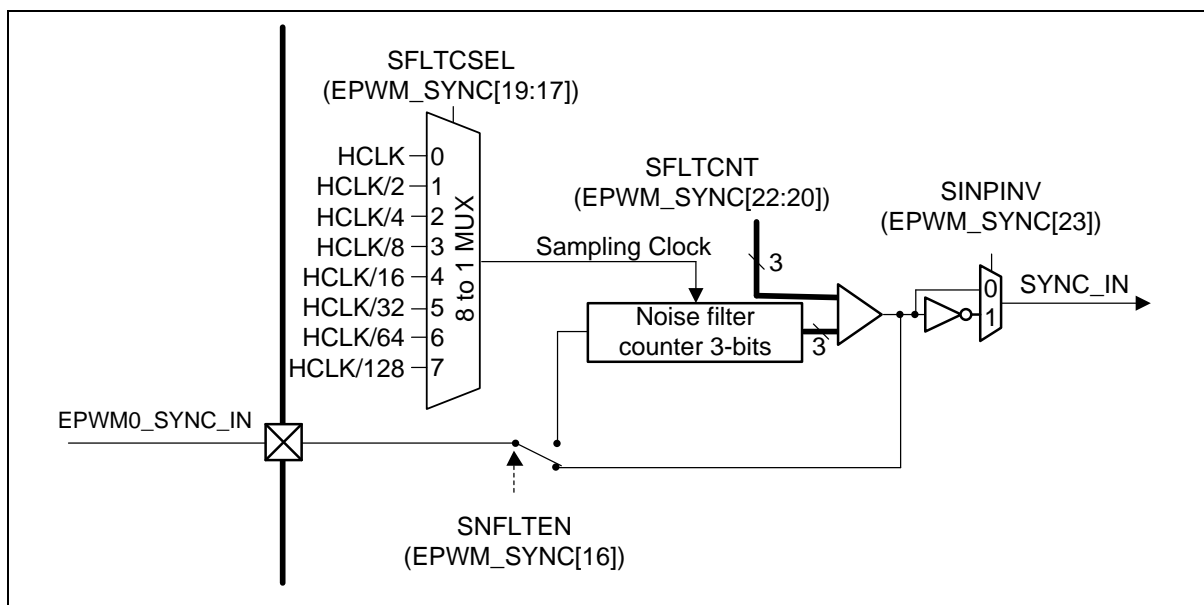 SFLTCSEL
(EPWM_SYNC[19:17])
HCLK 0
HCLK/2 1
HCLK/4 2
HCLK/8 3
HCLK/16 4
HCLK/32 5
HCLK/64 6
HCLK/128 7
8 to 1 MUX
Sampling Clock
SFLTCNT
(EPWM_SYNC[22:20])
3
Noise filter
counter 3-bits
3
SINPINV
(EPWM_SYNC[23])
0
1
SYNC_IN
EPWM0_SYNC_IN
SNFLTEN
(EPWM_SYNC[16])